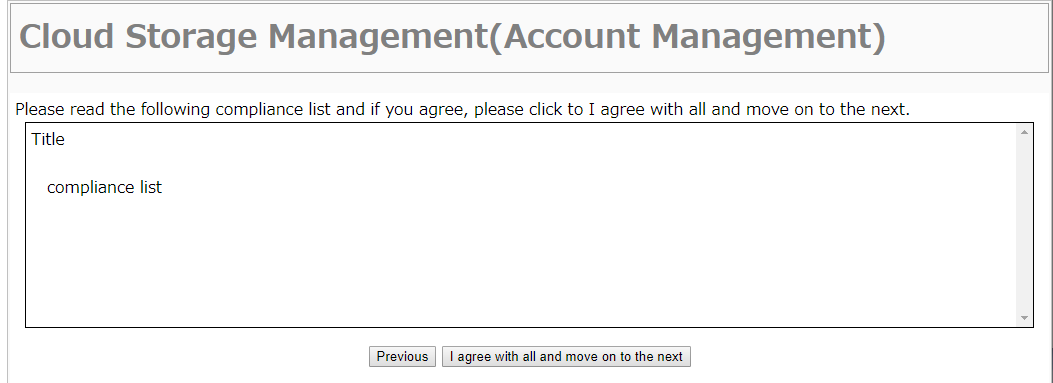 Cloud Storage Management(Account Management)
Please read the following compliance list and if you agree, please click to I agree with all and move on to the next.
Title
compliance list
Previous
I agree with all and move on to the next